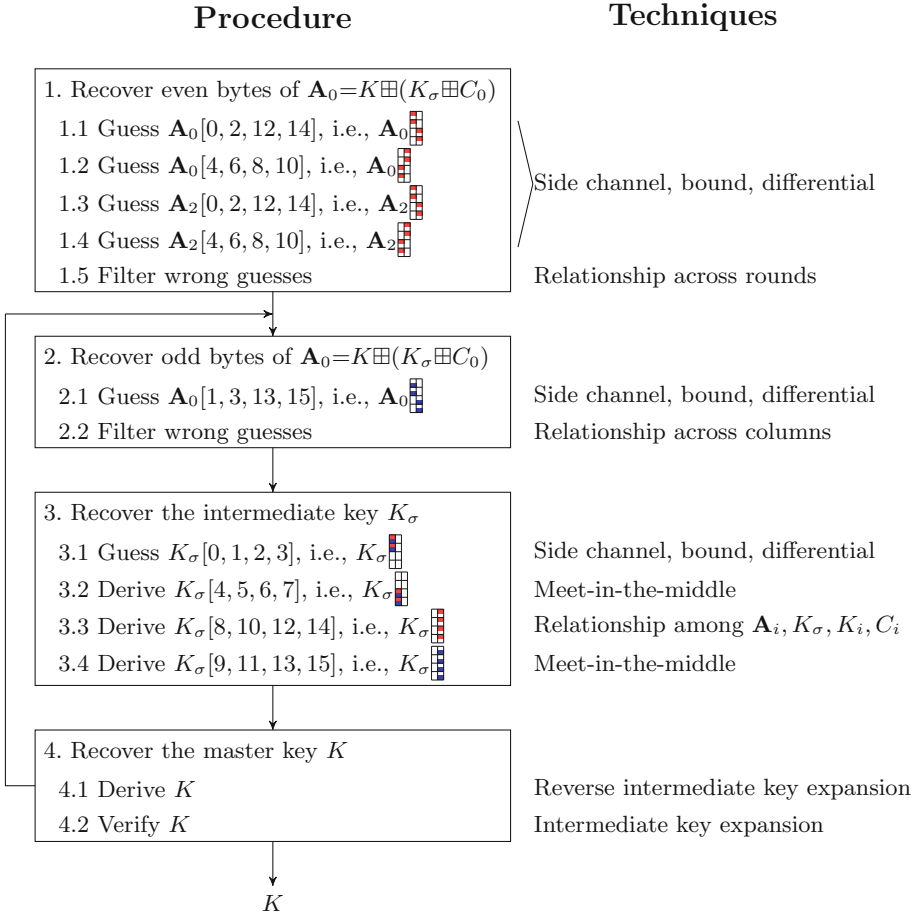 Procedure Techniques
1. Recover even bytes of A₀=K⊞(Kσ⊞C₀)
1.1 Guess A₀[0, 2, 12, 14], i.e., A₀
1.2 Guess A₀[4, 6, 8, 10], i.e., A₀
Side channel, bound, differential
1.3 Guess A₂[0, 2, 12, 14], i.e., A₂
1.4 Guess A₂[4, 6, 8, 10], i.e., A₂
1.5 Filter wrong guesses Relationship across rounds
2. Recover odd bytes of A₀=K⊞(Kσ⊞C₀)
2.1 Guess A₀[1, 3, 13, 15], i.e., A₀ Side channel, bound, differential
2.2 Filter wrong guesses Relationship across columns
3. Recover the intermediate key Kσ
3.1 Guess Kσ[0, 1, 2, 3], i.e., Kσ Side channel, bound, differential
3.2 Derive Kσ[4, 5, 6, 7], i.e., Kσ Meet-in-the-middle
3.3 Derive Kσ[8, 10, 12, 14], i.e., Kσ Relationship among Aᵢ, Kσ, Kᵢ, Cᵢ
3.4 Derive Kσ[9, 11, 13, 15], i.e., Kσ Meet-in-the-middle
4. Recover the master key K
4.1 Derive K Reverse intermediate key expansion
4.2 Verify K Intermediate key expansion
K